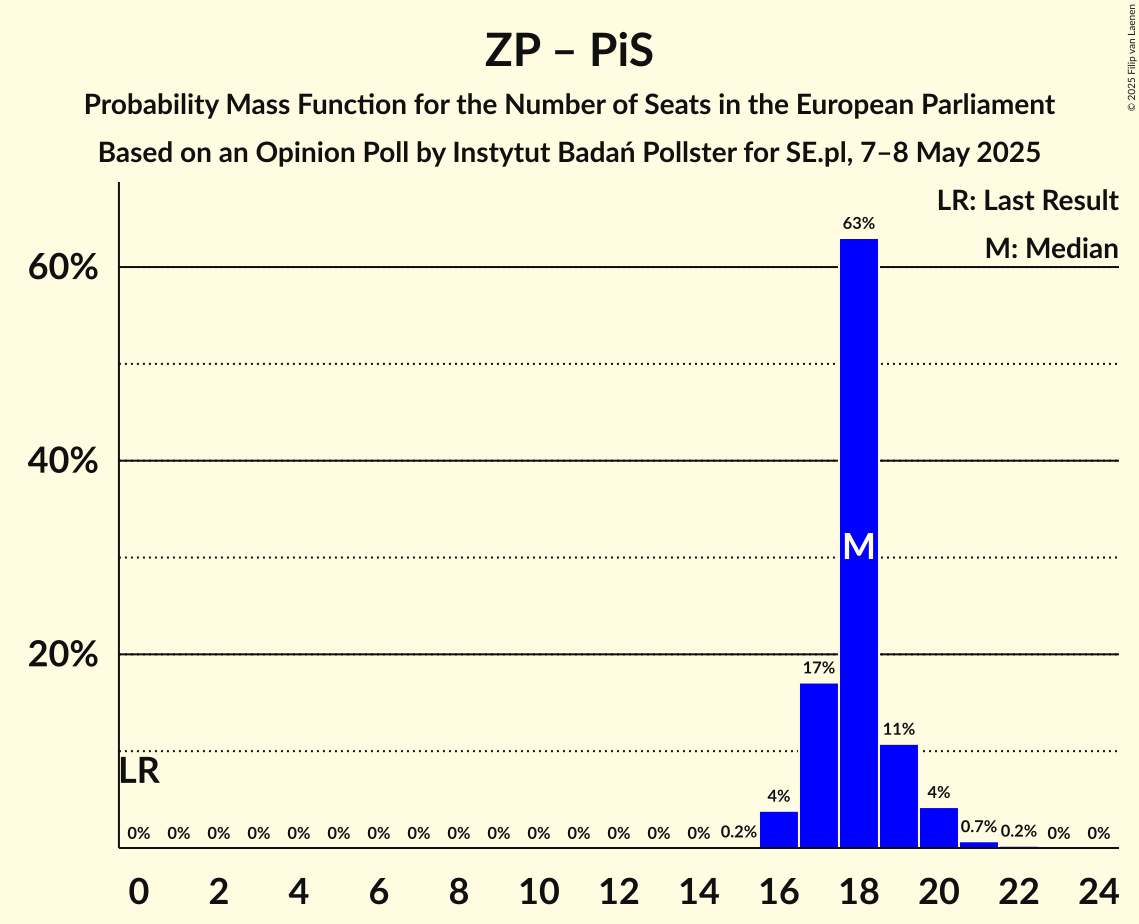 ZP – PiS
Probability Mass Function for the Number of Seats in the European Parliament
Based on an Opinion Poll by Instytut Badań Pollster for SE.pl, 7–8 May 2025
© 2025 Filip van Laenen
LR: Last Result
M: Median
60%
40%
20%
63%
M
17%
11%
LR
4%
4%
0% 0% 0% 0% 0% 0% 0% 0% 0% 0% 0% 0% 0% 0% 0% 0.2% 0.7% 0.2% 0% 0%
0 2 4 6 8 10 12 14 16 18 20 22 24